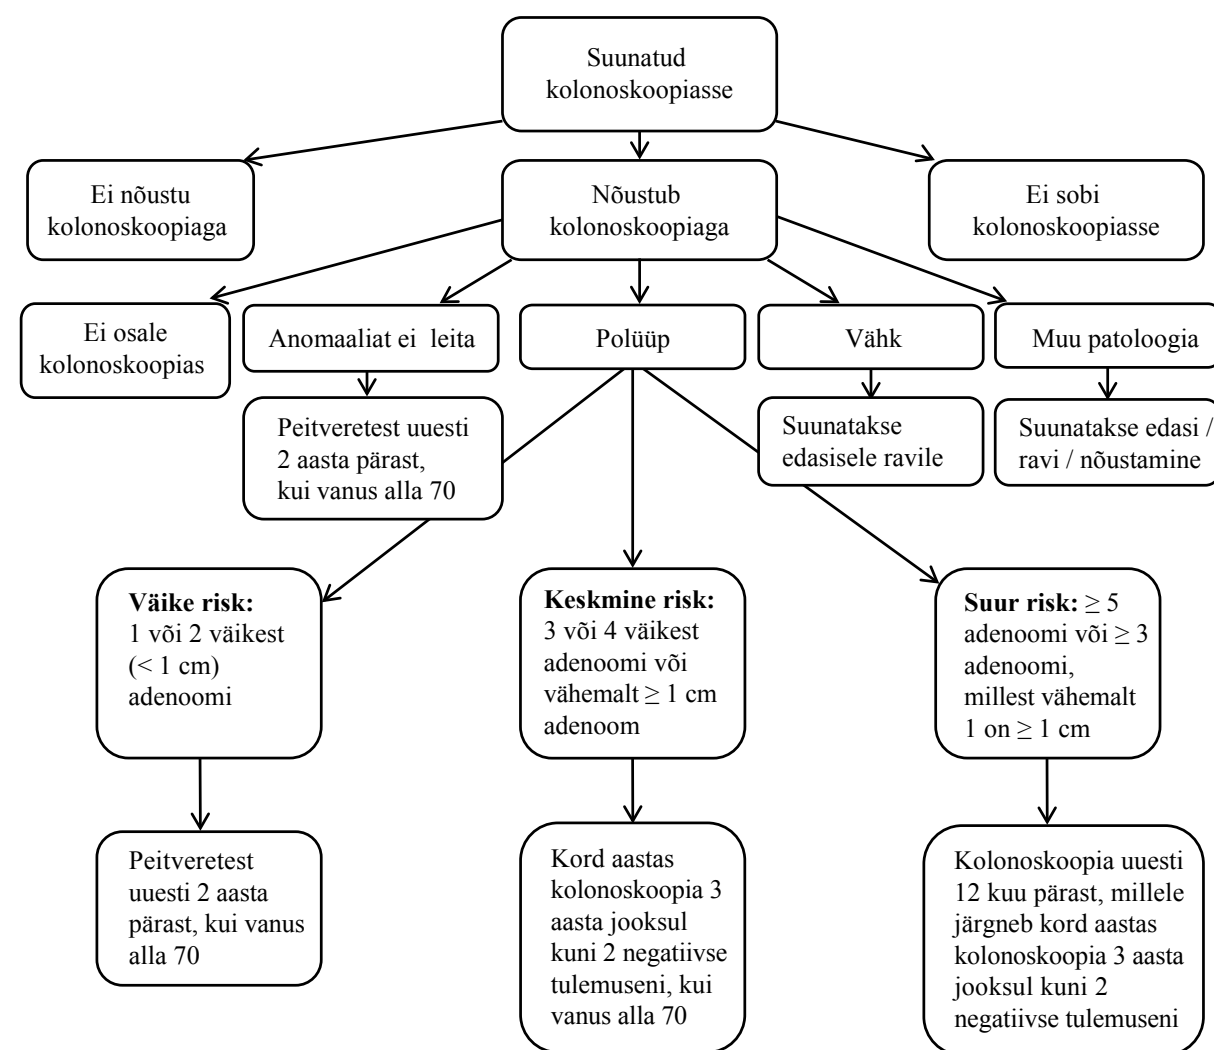 Suunatud
kolonoskoopiasse
Ei nõustu
kolonoskoopiaga
Nõustub
kolonoskoopiaga
Ei sobi
kolonoskoopiasse
Ei osale
kolonoskoopias
Anomaaliat ei leita
Polüüp
Vähk
Muu patoloogia
Peitveretest uuesti
2 aasta pärast,
kui vanus alla 70
Suunatakse
edasisele ravile
Suunatakse edasi /
ravi / nõustamine
Väike risk:
1 või 2 väikest
(< 1 cm)
adenoomi
Keskmine risk:
3 või 4 väikest
adenoomi või
vähemalt ≥ 1 cm
adenoom
Suur risk: ≥ 5
adenoomi või ≥ 3
adenoomi,
millest vähemalt
1 on ≥ 1 cm
Peitveretest
uuesti 2 aasta
pärast, kui vanus
alla 70
Kord aastas
kolonoskoopia 3
aasta jooksul
kuni 2 negatiivse
tulemuseni, kui
vanus alla 70
Kolonoskoopia uuesti
12 kuu pärast, millele
järgneb kord aastas
kolonoskoopia 3 aasta
jooksul kuni 2
negatiivse tulemuseni